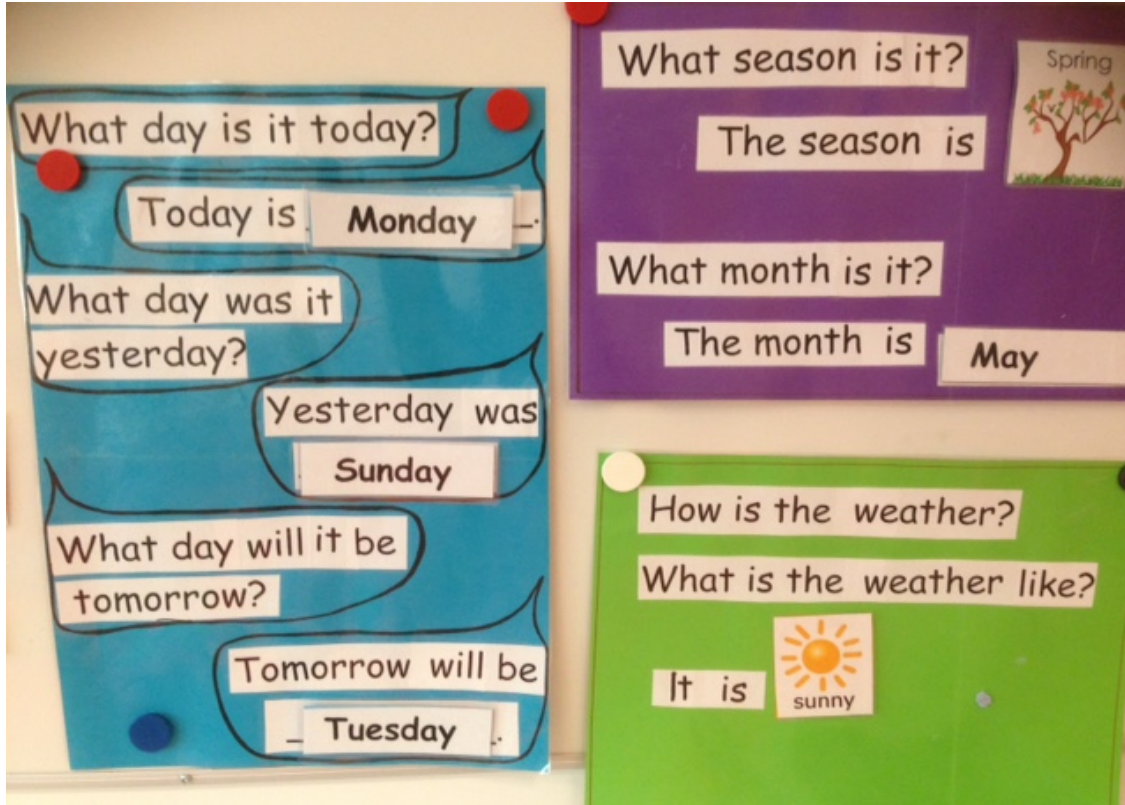 What day is it today?
Today is Monday .
What day was it
yesterday?
Yesterday was
Sunday
What day will it be
tomorrow?
Tomorrow will be
Tuesday .
What season is it?
The season is
Spring
What month is it?
The month is May
How is the weather?
What is the weather like?
It is
sunny